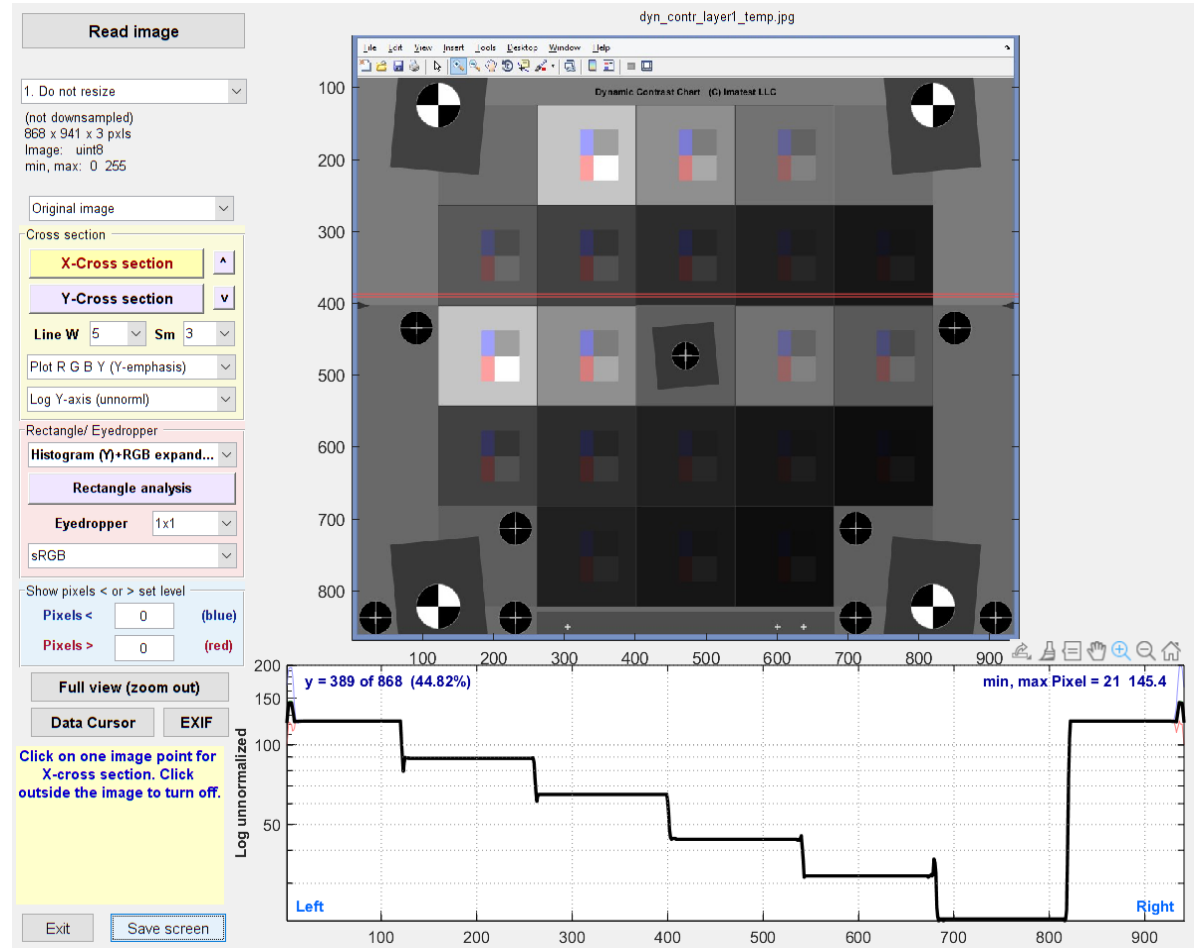 dyn_contr_layer1_temp.jpg
Read image
1. Do not resize
(not downsampled)
868 x 941 x 3 pxls
Image: uint8
min, max: 0 255
Original image
Cross section
X-Cross section ^
Y-Cross section v
Line W 5 Sm 3
Plot R G B Y (Y-emphasis)
Log Y-axis (unnorml)
Rectangle/ Eyedropper
Histogram (Y)+RGB expand...
Rectangle analysis
Eyedropper 1x1
sRGB
Show pixels < or > set level
Pixels < 0 (blue)
Pixels > 0 (red)
Full view (zoom out)
Data Cursor EXIF
Click on one image point for
X-cross section. Click
outside the image to turn off.
Exit Save screen
File Edit View Insert Tools Desktop Window Help
Dynamic Contrast Chart (C) Imatest LLC
100
200
300
400
500
600
700
800
100 200 300 400 500 600 700 800 900
y = 389 of 868 (44.82%) min, max Pixel = 21 145.4
200
150
100
50
Log unnormalized
Left Right
100 200 300 400 500 600 700 800 900